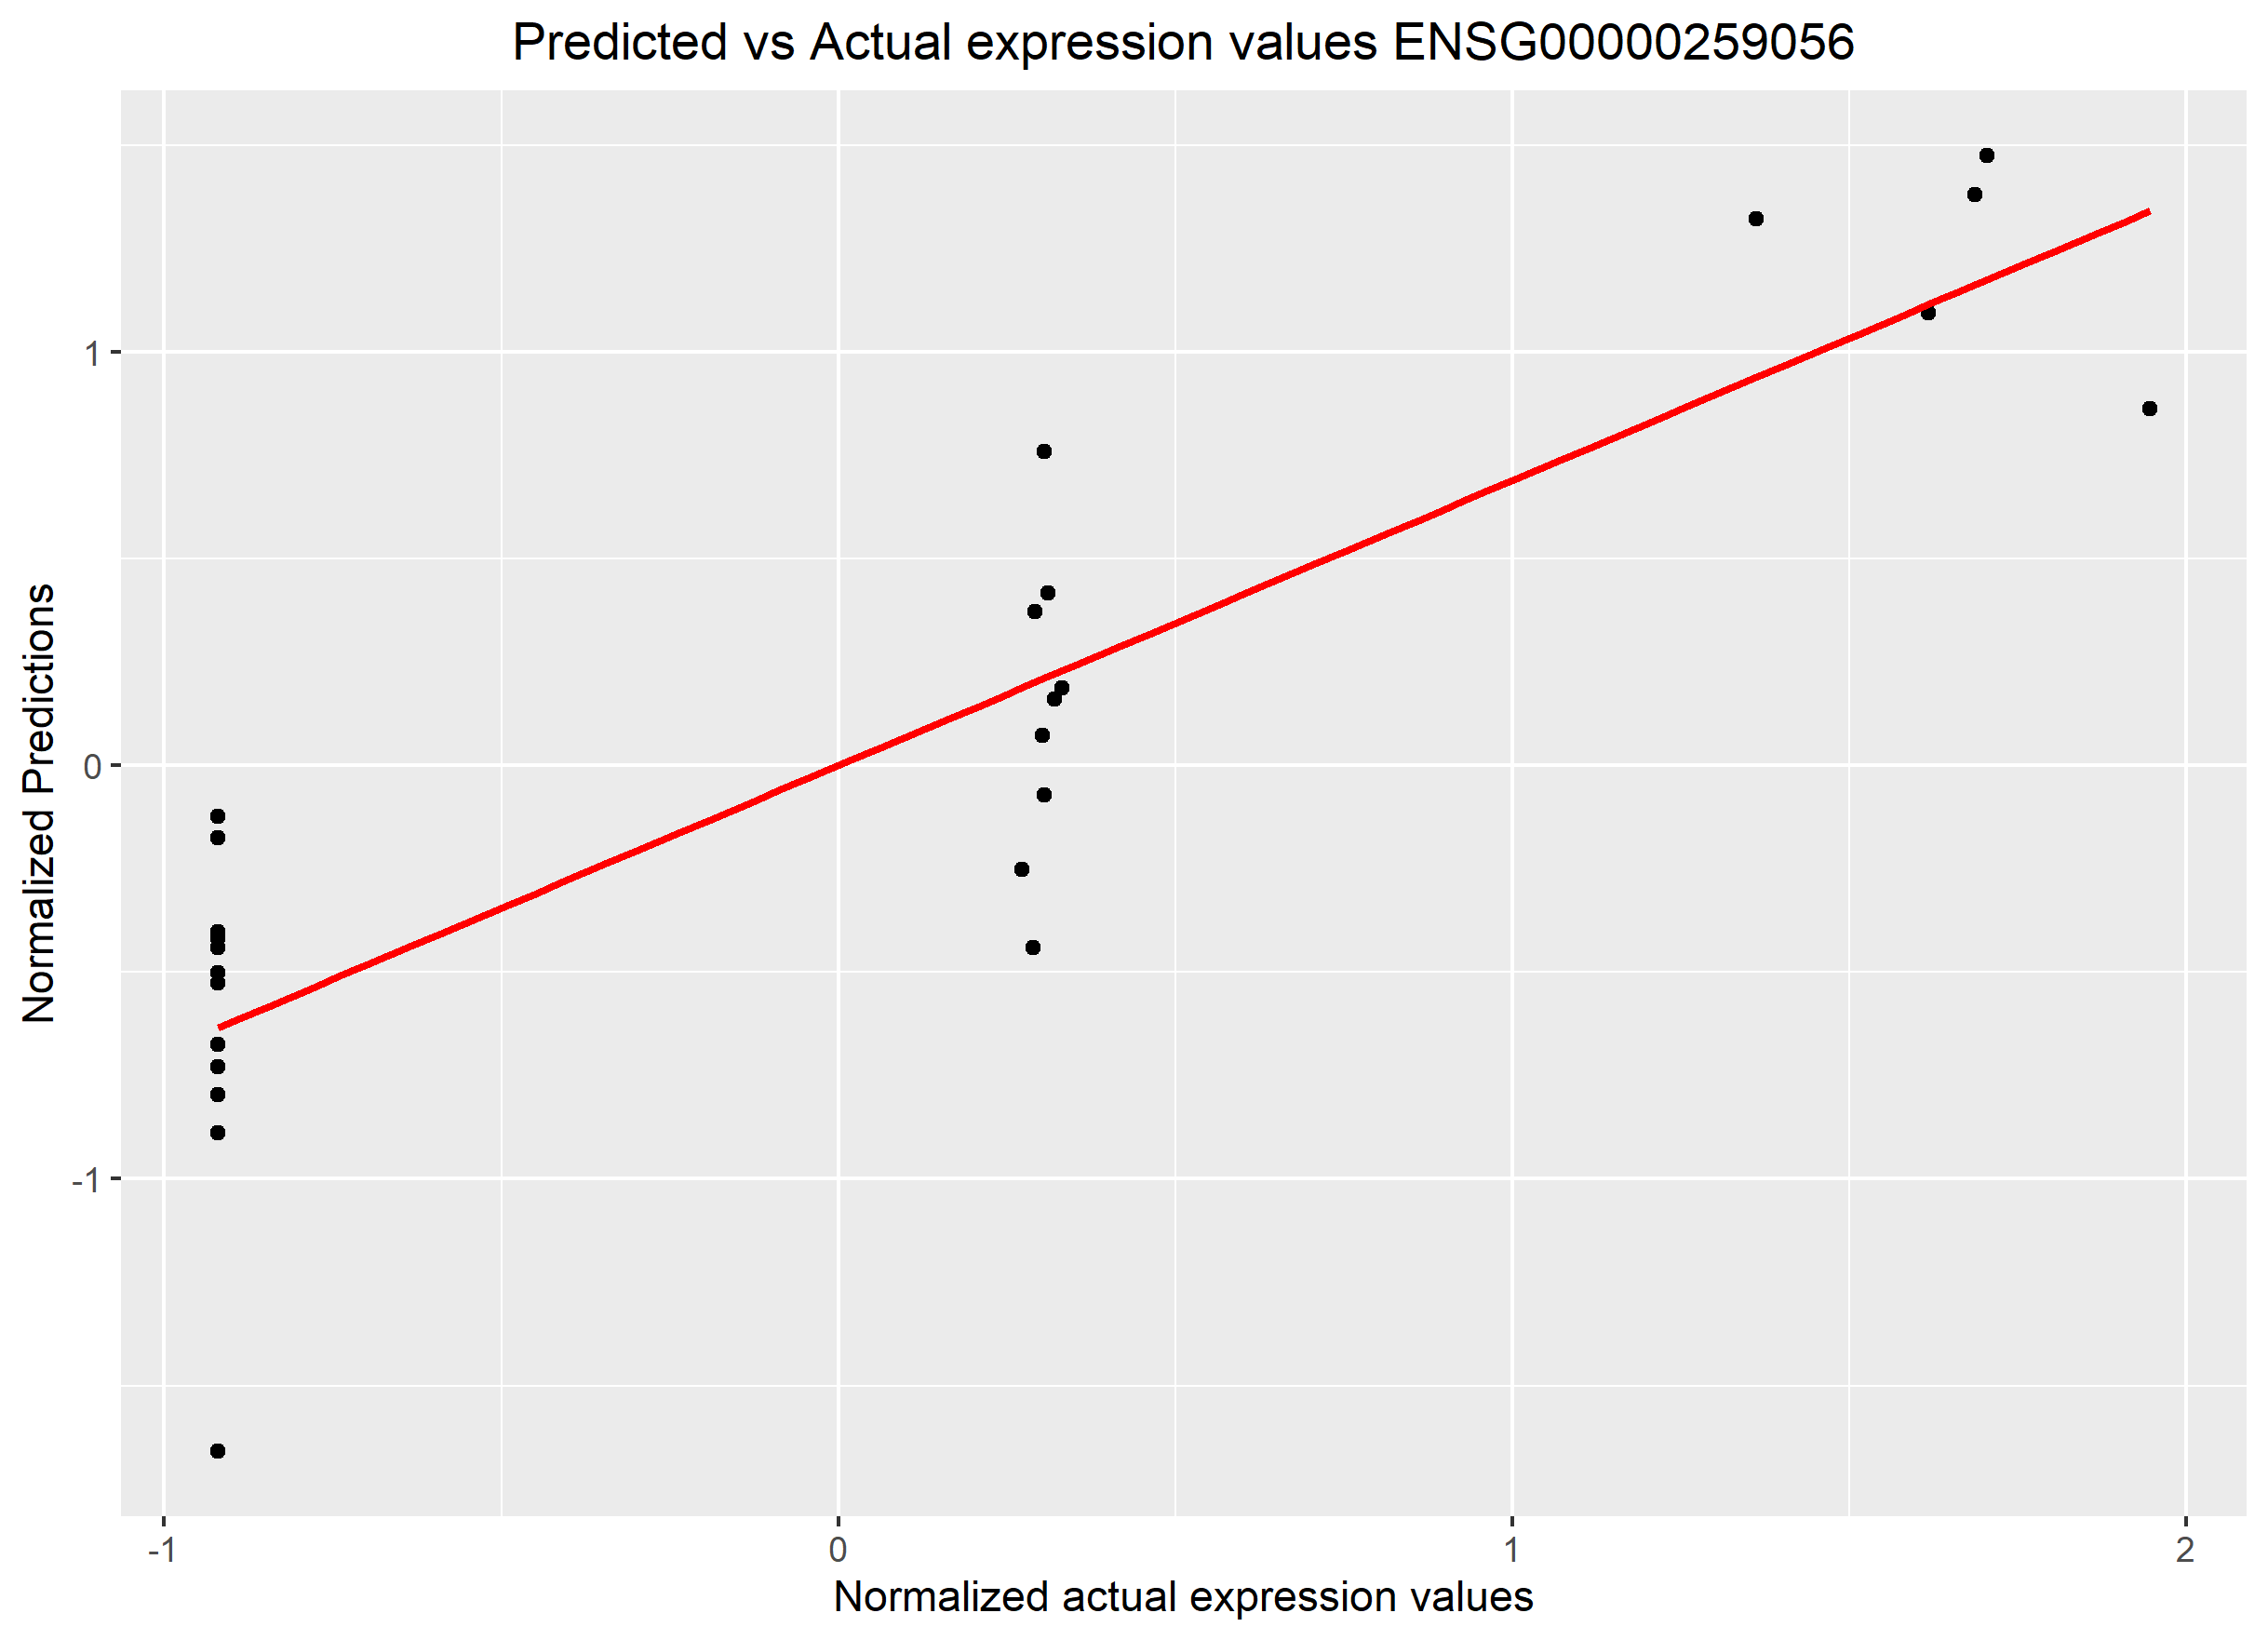 Predicted vs Actual expression values ENSG00000259056
Normalized Predictions
1
0
-1
-1
0
1
2
Normalized actual expression values